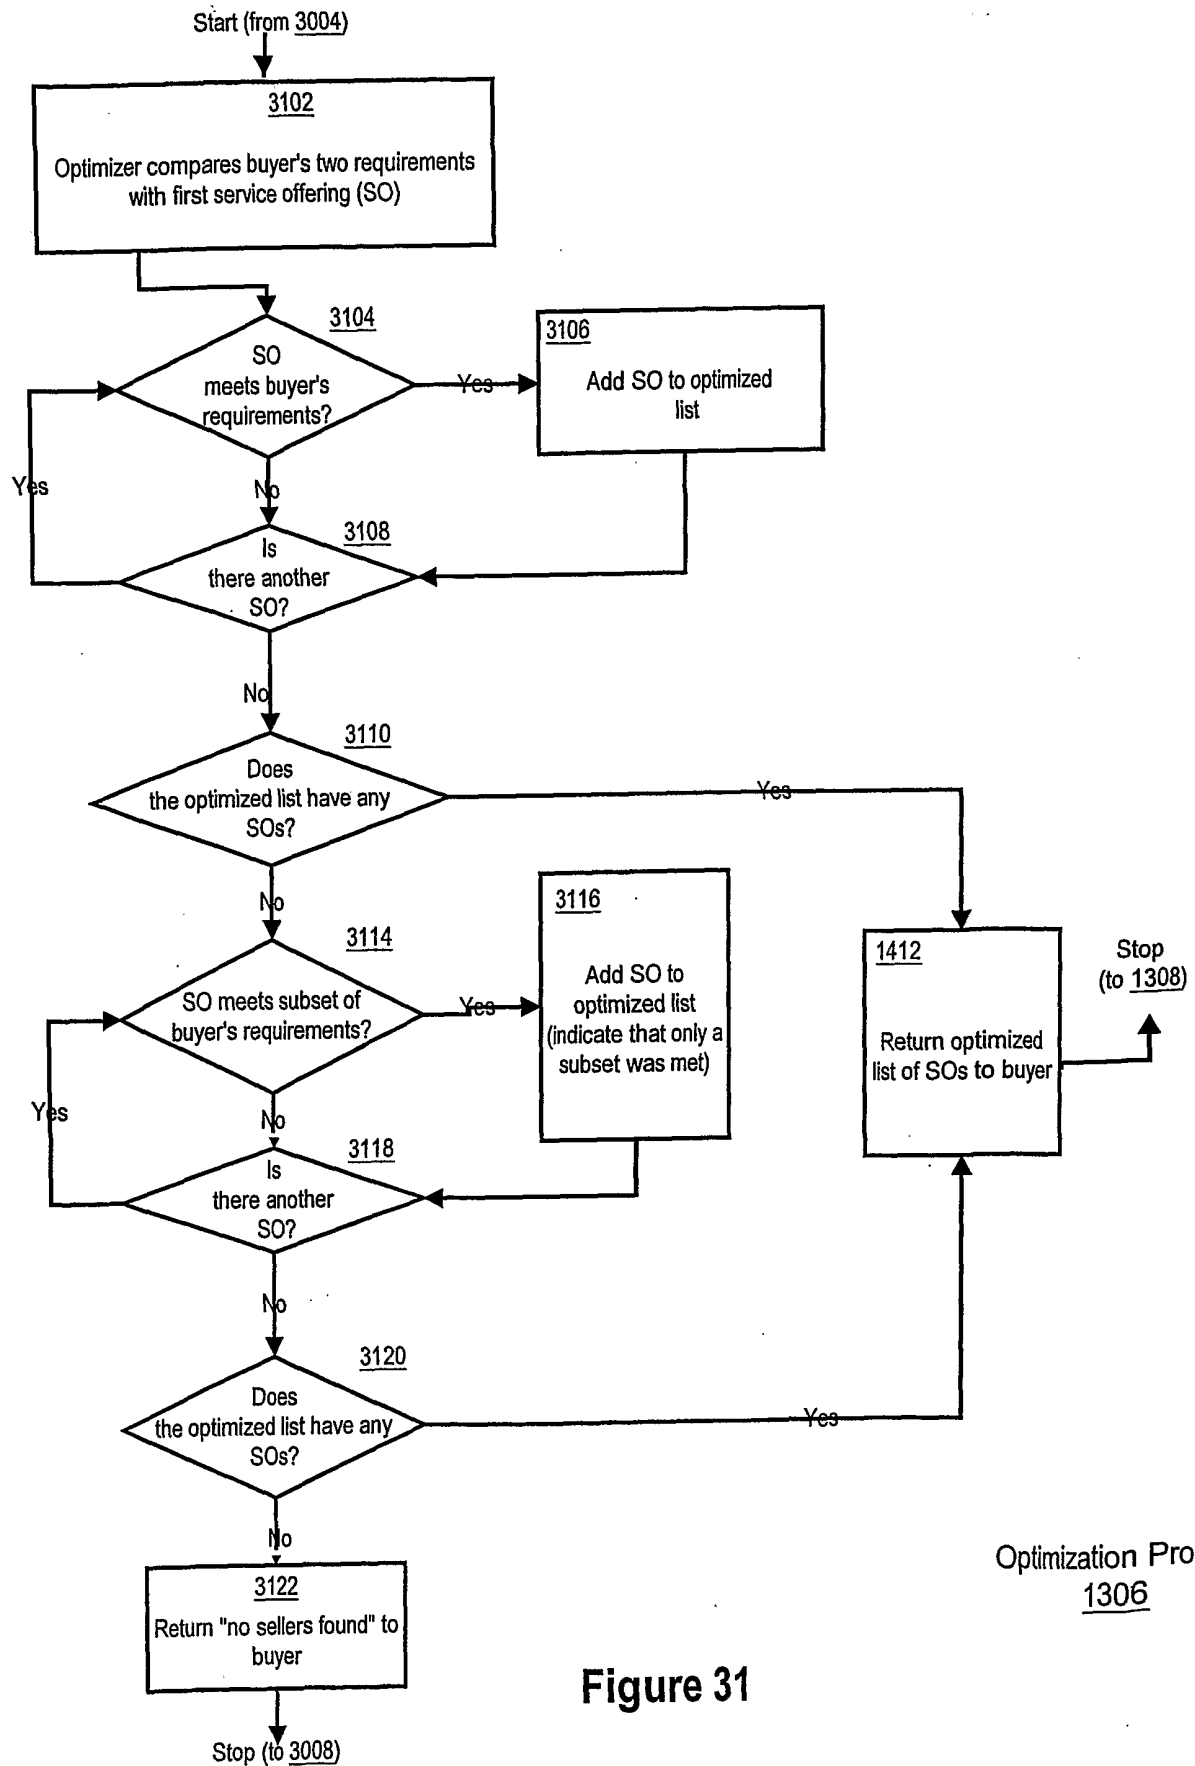 Start (from 3004)
3102
Optimizer compares buyer's two requirements
with first service offering (SO)
3104
SO
meets buyer's
requirements?
Yes
3106
Add SO to optimized
list
Yes
No
3108
Is
there another
SO?
No
3110
Does
the optimized list have any
SOs?
Yes
No
3114
SO meets subset of
buyer's requirements?
Yes
3116
Add SO to
optimized list
(indicate that only a
subset was met)
1412
Return optimized
list of SOs to buyer
Stop
(to 1308)
Yes
No
3118
Is
there another
SO?
No
3120
Does
the optimized list have any
SOs?
Yes
No
3122
Return "no sellers found" to
buyer
Stop (to 3008)
Optimization Pro
1306
Figure 31